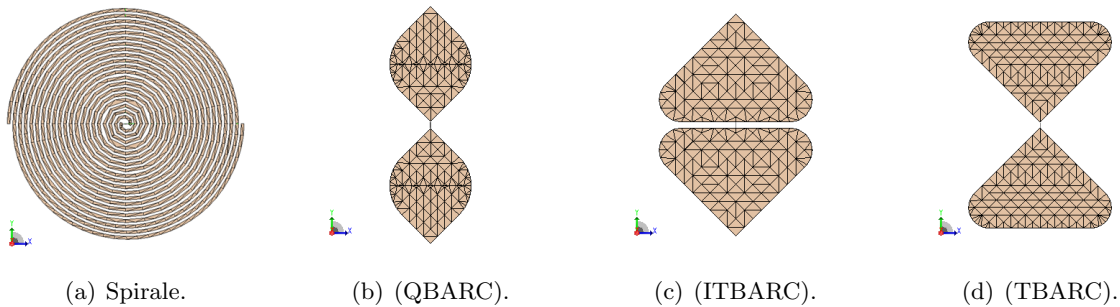 Y
X
Y
X
Y
X
Y
X
(a) Spirale.
(b) (QBARC).
(c) (ITBARC).
(d) (TBARC).